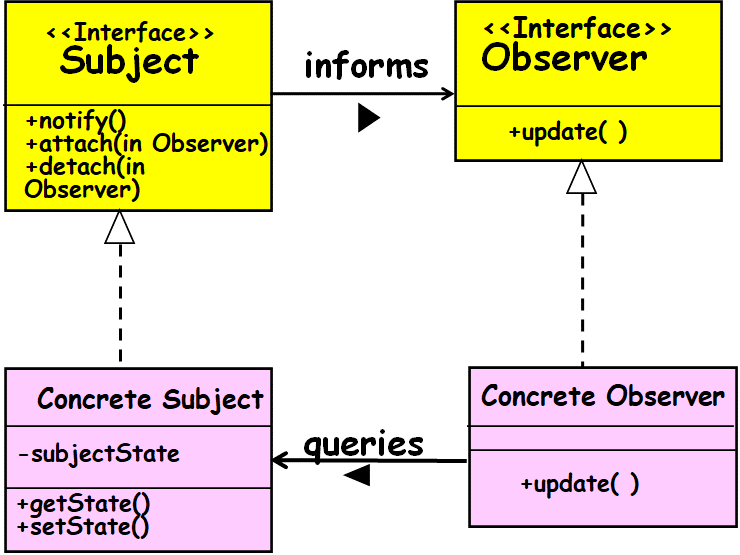 <<Interface>>
Subject
+notify()
+attach(in Observer)
+detach(in
Observer)
informs
<<Interface>>
Observer
+update( )
Concrete Subject
-subjectState
+getState()
+setState()
queries
Concrete Observer
+update( )